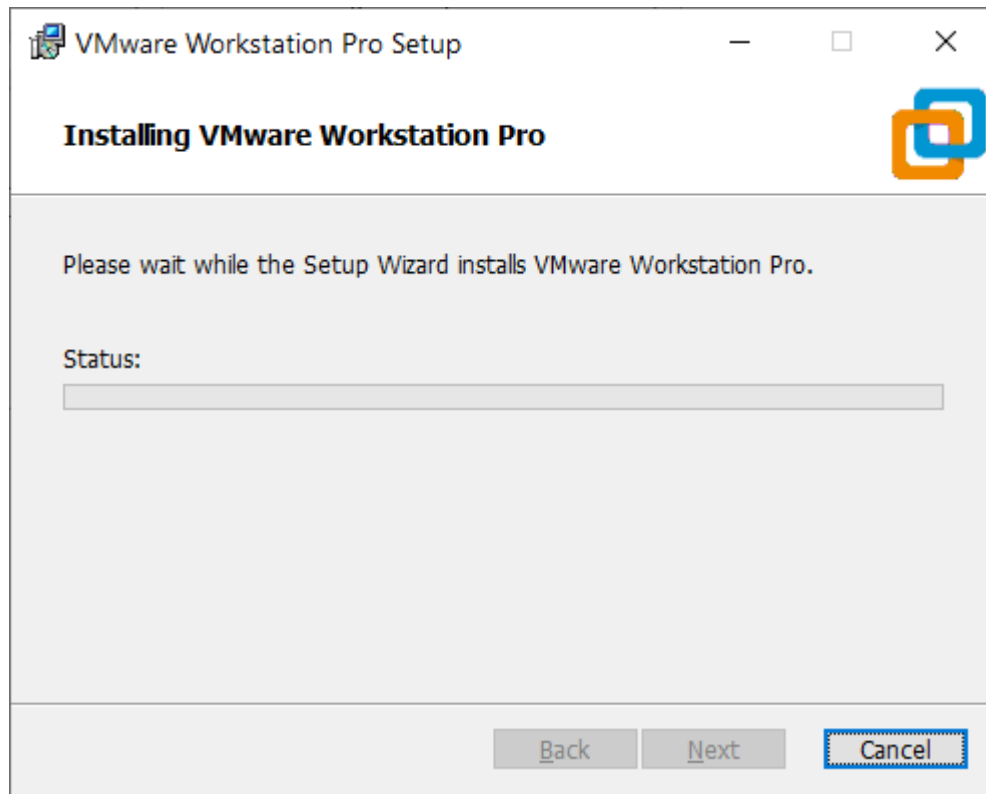 VMware Workstation Pro Setup
Installing VMware Workstation Pro
Please wait while the Setup Wizard installs VMware Workstation Pro.
Status:
Back Next Cancel